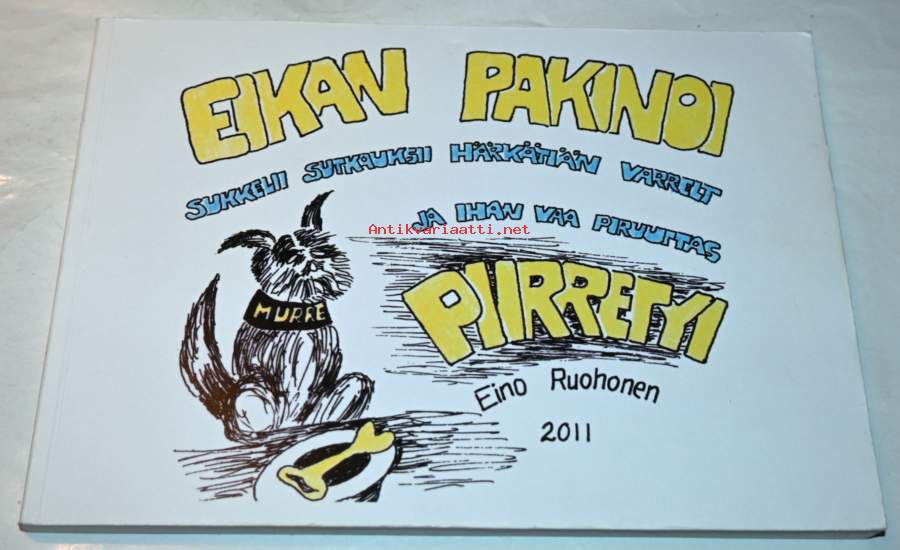 EIKAN PAKINOI
SUKKELII SUTKAUKSII HÄRKÄTIÄN VARRELT
JA IHAN VAA PIRUUTTAS
Antikvariaatti.net
PIIRRETYI
MURRE
Eino Ruohonen
2011